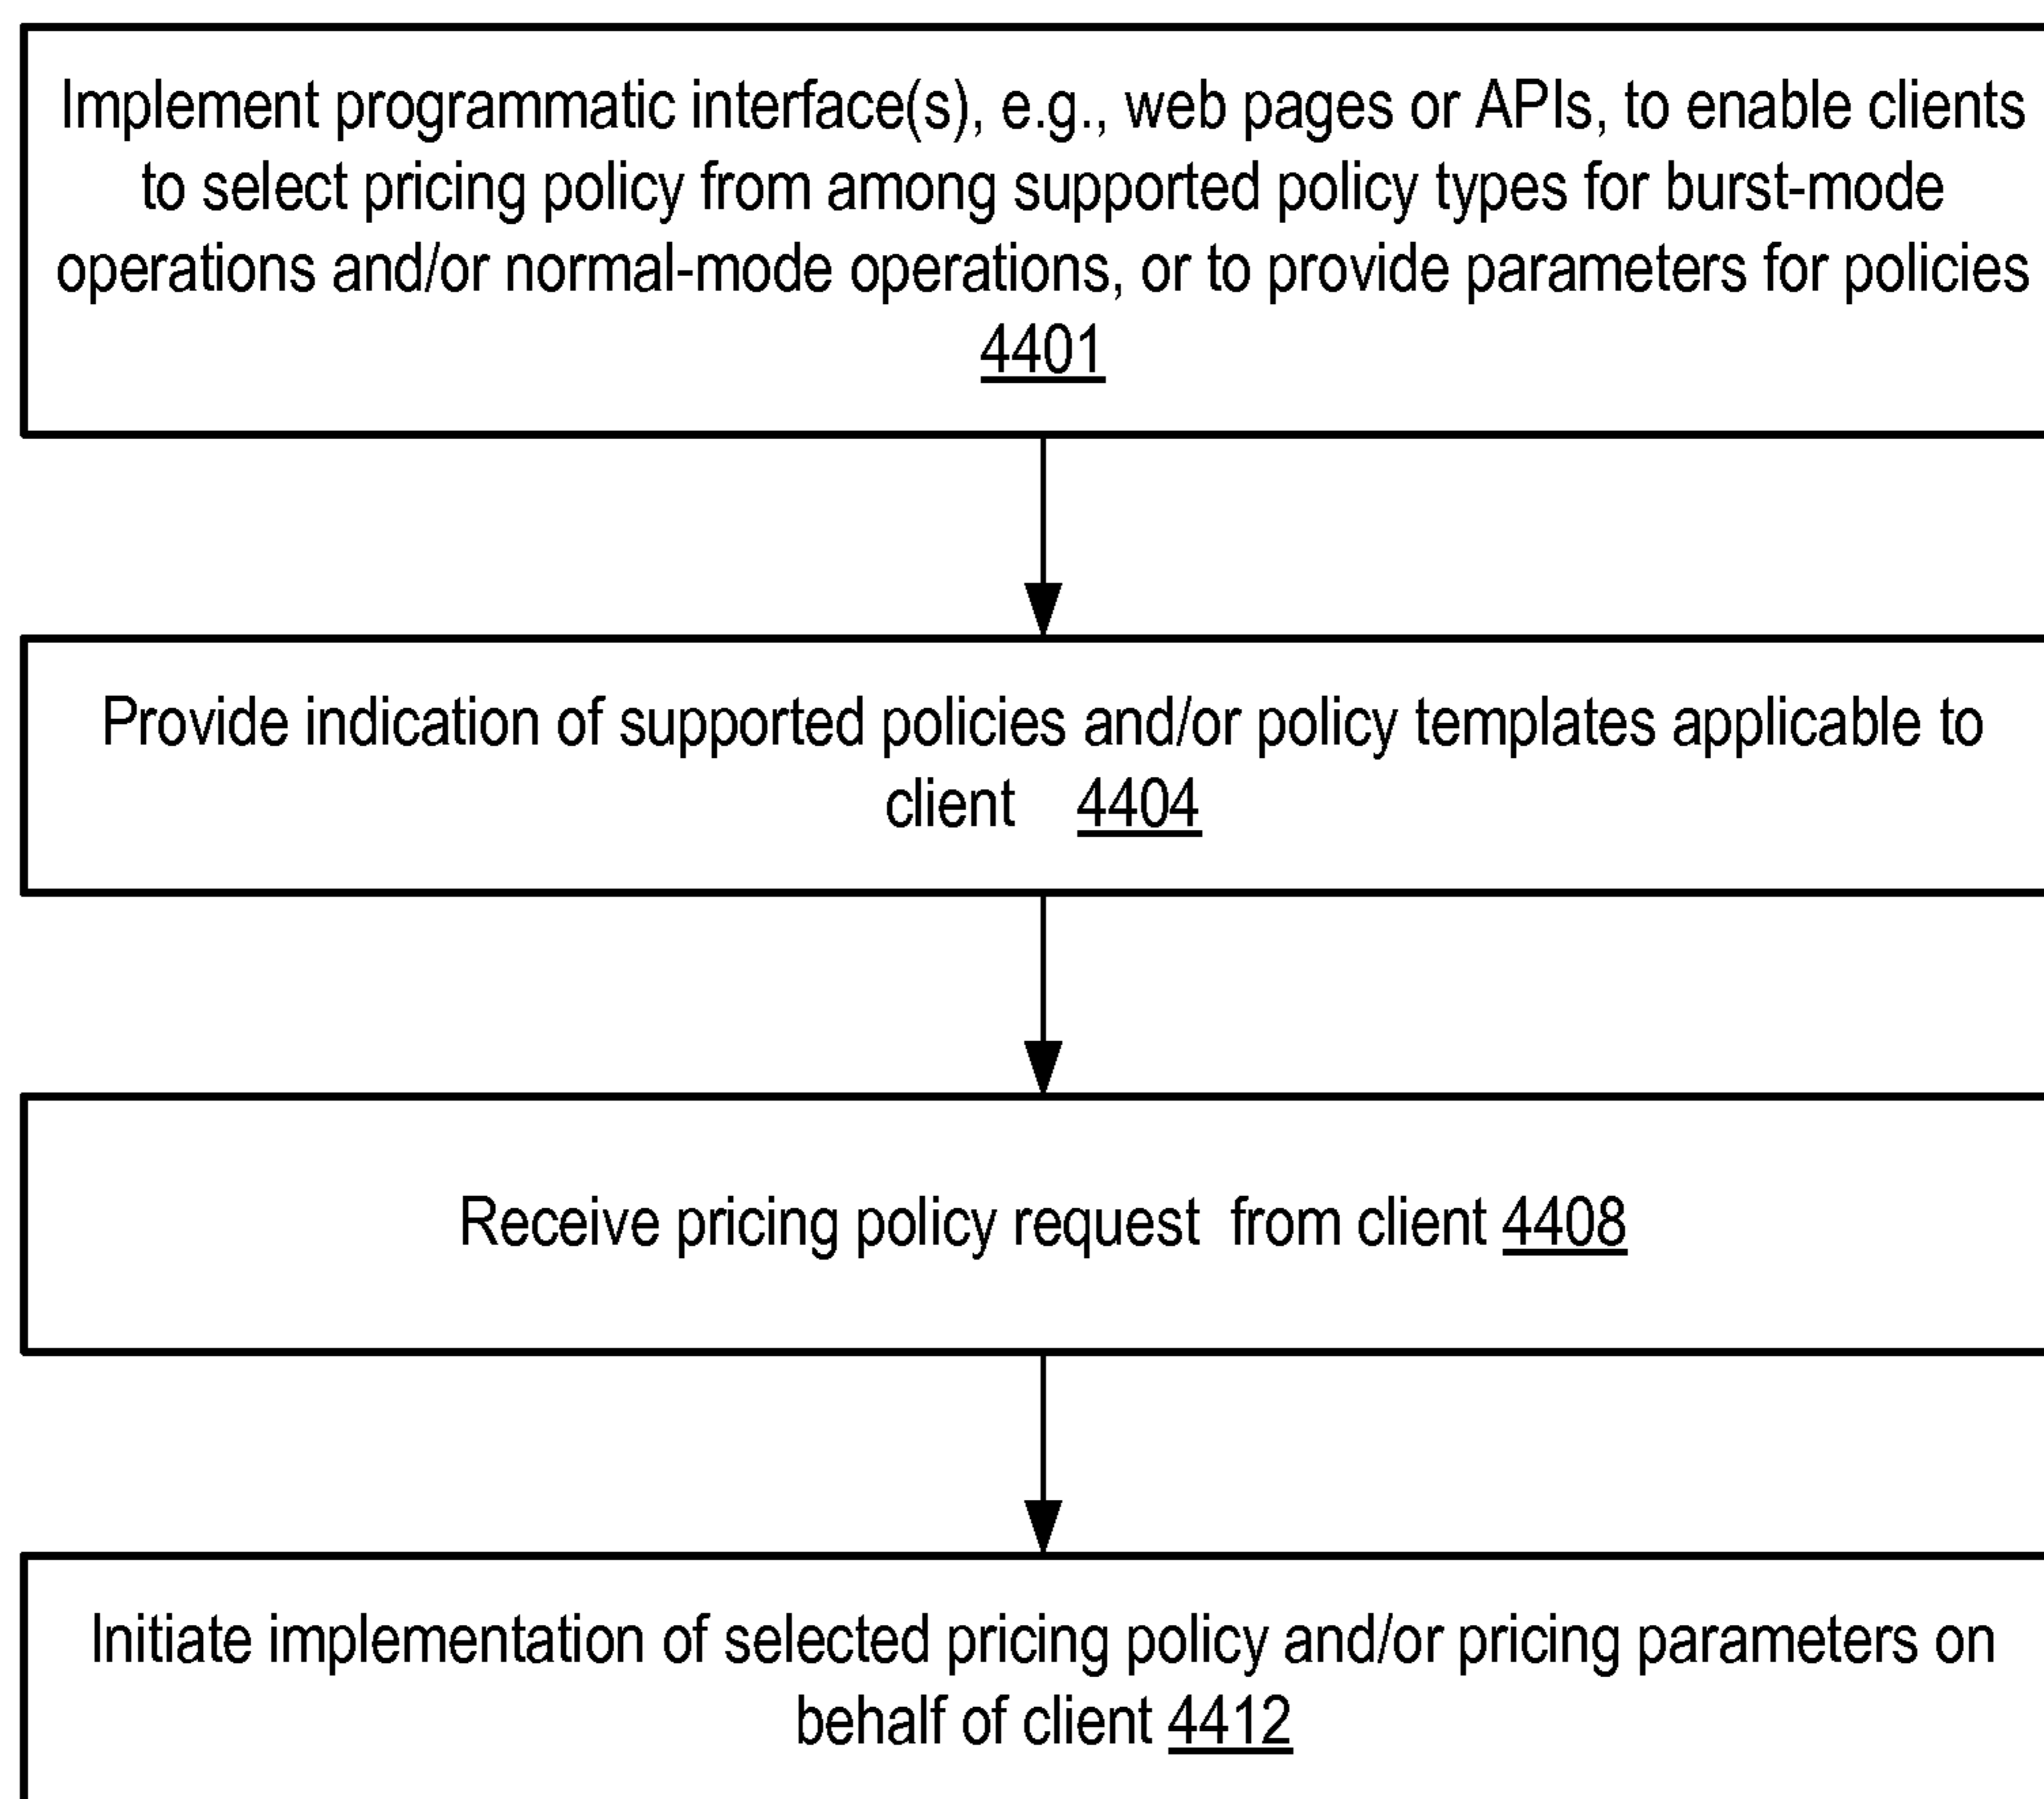 Implement programmatic interface(s), e.g., web pages or APIs, to enable clients
to select pricing policy from among supported policy types for burst-mode
operations and/or normal-mode operations, or to provide parameters for policies
4401
Provide indication of supported policies and/or policy templates applicable to
client 4404
Receive pricing policy request from client 4408
Initiate implementation of selected pricing policy and/or pricing parameters on
behalf of client 4412